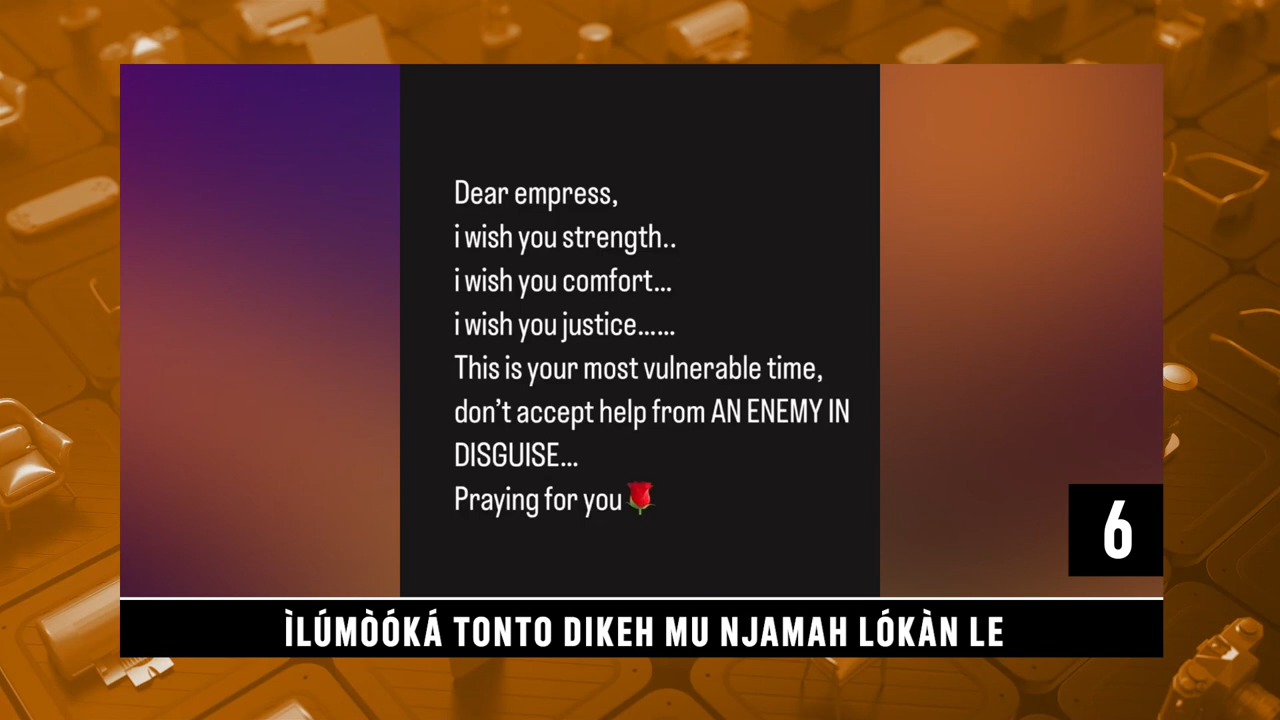 Dear empress,
i wish you strength..
i wish you comfort...
i wish you justice......
This is your most vulnerable time,
don’t accept help from AN ENEMY IN
DISGUISE...
Praying for you🌹
6
ÌLÚMÒÓKÁ TONTO DIKEH MU NJAMAH LÓKÀN LE